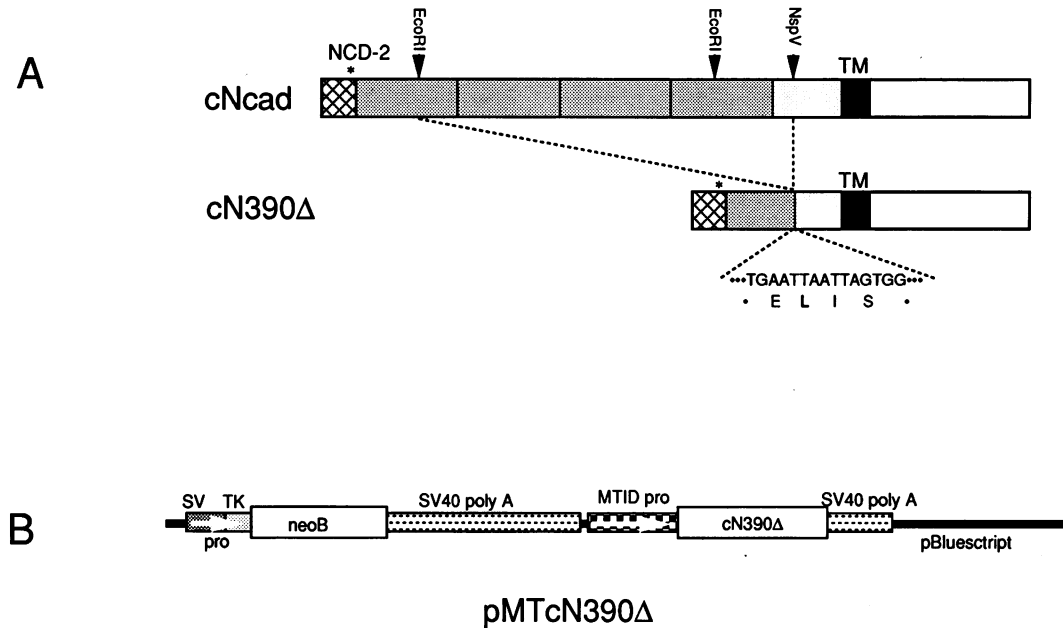 A
NCD-2
*
EcoRI
EcoRI
NspV
TM
cNcad
*
TM
cN390Δ
•••TGAATTAATTAGTGG•••
• E L I S •
B
SV TK
SV40 poly A
MTID pro
SV40 poly A
neoB
cN390Δ
pro
pBluesctript
pMTcN390Δ